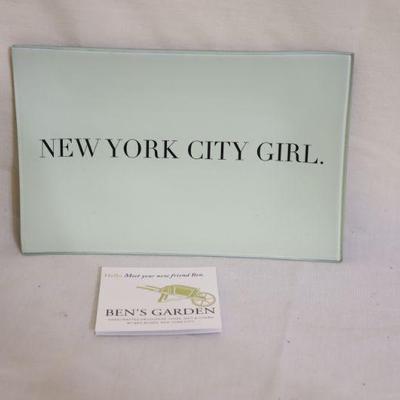 NEW YORK CITY GIRL.
Hello. Meet your new friend Ben.
BEN'S GARDEN